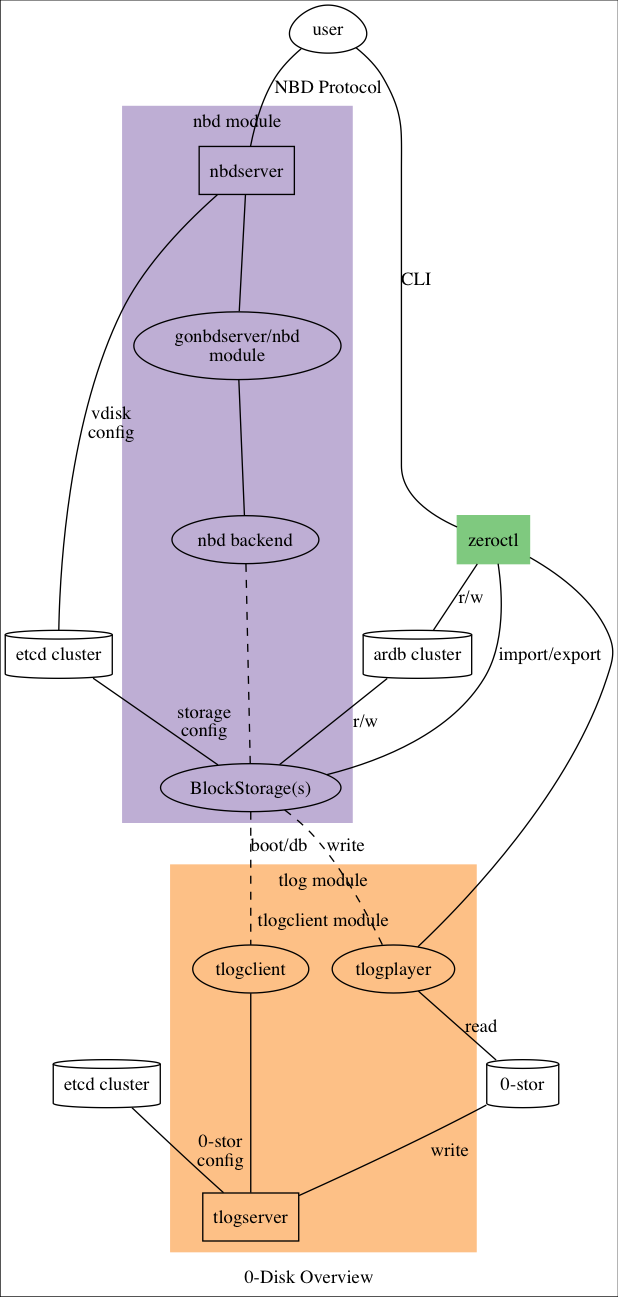 user
NBD Protocol
nbd module
nbdserver
CLI
gonbdserver/nbd
module
vdisk
config
nbd backend
zeroctl
r/w
etcd cluster
ardb cluster
import/export
storage
config
r/w
BlockStorage(s)
boot/db
write
tlog module
tlogclient module
tlogclient
tlogplayer
read
etcd cluster
0-stor
0-stor
config
write
tlogserver
0-Disk Overview